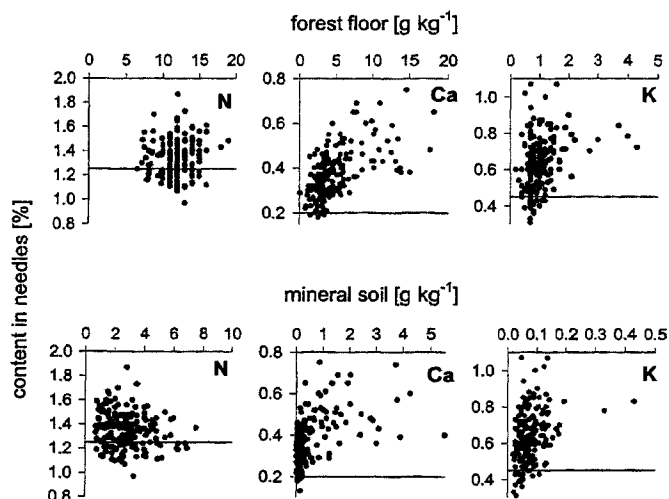 forest floor [g kg-1]
0 5 10 15 20 0 5 10 15 20 0 1 2 3 4 5
2.0 1.8 1.6 1.4 1.2 1.0 0.8
N
0.8 0.6 0.4 0.2
Ca
1.0 0.8 0.6 0.4
K
content in needles [%]
mineral soil [g kg-1]
0 2 4 6 8 10 0 1 2 3 4 5 0.0 0.1 0.2 0.3 0.4 0.5
2.0 1.8 1.6 1.4 1.2 1.0 0.8
N
0.8 0.6 0.4 0.2
Ca
1.0 0.8 0.6 0.4
K